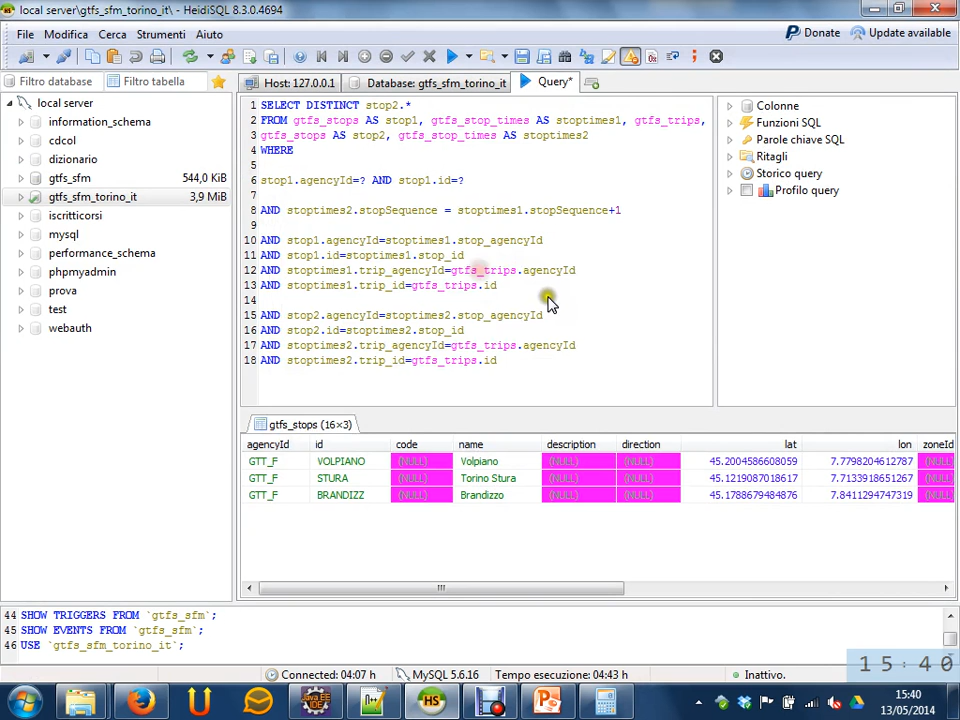 local server\gtfs_sfm_torino_it\ - HeidiSQL 8.3.0.4694
File Modifica Cerca Strumenti Aiuto
Donate Update available
Filtro database Filtro tabella
Host: 127.0.0.1 Database: gtfs_sfm_torino_it Query*
local server
information_schema
cdcol
dizionario
gtfs_sfm 544,0 KiB
gtfs_sfm_torino_it 3,9 MiB
iscritticorsi
mysql
performance_schema
phpmyadmin
prova
test
webauth
1 SELECT DISTINCT stop2.*
2 FROM gtfs_stops AS stop1, gtfs_stop_times AS stoptimes1, gtfs_trips,
3 gtfs_stops AS stop2, gtfs_stop_times AS stoptimes2
4 WHERE
5
6 stop1.agencyId=? AND stop1.id=?
7
8 AND stoptimes2.stopSequence = stoptimes1.stopSequence+1
9
10 AND stop1.agencyId=stoptimes1.stop_agencyId
11 AND stop1.id=stoptimes1.stop_id
12 AND stoptimes1.trip_agencyId=gtfs_trips.agencyId
13 AND stoptimes1.trip_id=gtfs_trips.id
14
15 AND stop2.agencyId=stoptimes2.stop_agencyId
16 AND stop2.id=stoptimes2.stop_id
17 AND stoptimes2.trip_agencyId=gtfs_trips.agencyId
18 AND stoptimes2.trip_id=gtfs_trips.id
Colonne
Funzioni SQL
Parole chiave SQL
Ritagli
Storico query
Profilo query
gtfs_stops (16×3)
agencyId id code name description direction lat lon zoneId
GTT_F VOLPIANO (NULL) Volpiano (NULL) (NULL) 45.2004586608059 7.7798204612787 (NULL)
GTT_F STURA (NULL) Torino Stura (NULL) (NULL) 45.1219087018617 7.7133918651267 (NULL)
GTT_F BRANDIZZ (NULL) Brandizzo (NULL) (NULL) 45.1788679484876 7.8411294747319 (NULL)
44 SHOW TRIGGERS FROM `gtfs_sfm`;
45 SHOW EVENTS FROM `gtfs_sfm`;
46 USE `gtfs_sfm_torino_it`;
15:40
Connected: 04:07 h MySQL 5.6.16 Tempo esecuzione: 04:43 h Inattivo.
15:40
13/05/2014